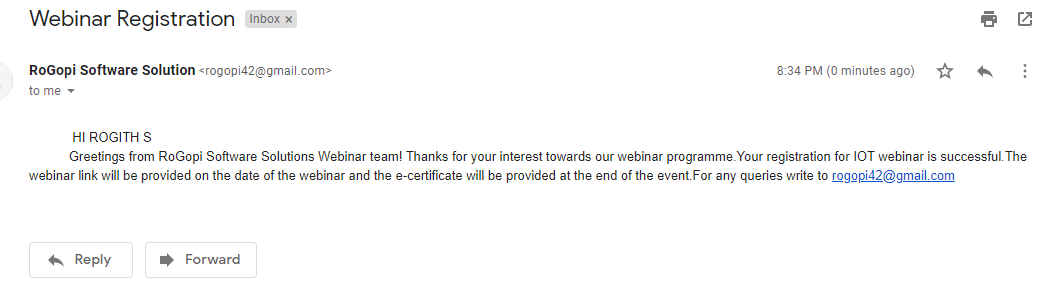 Webinar Registration Inbox ×
RoGopi Software Solution <rogopi42@gmail.com> 8:34 PM (0 minutes ago)
to me
HI ROGITH S
Greetings from RoGopi Software Solutions Webinar team! Thanks for your interest towards our webinar programme.Your registration for IOT webinar is successful.The
webinar link will be provided on the date of the webinar and the e-certificate will be provided at the end of the event.For any queries write to rogopi42@gmail.com
Reply Forward